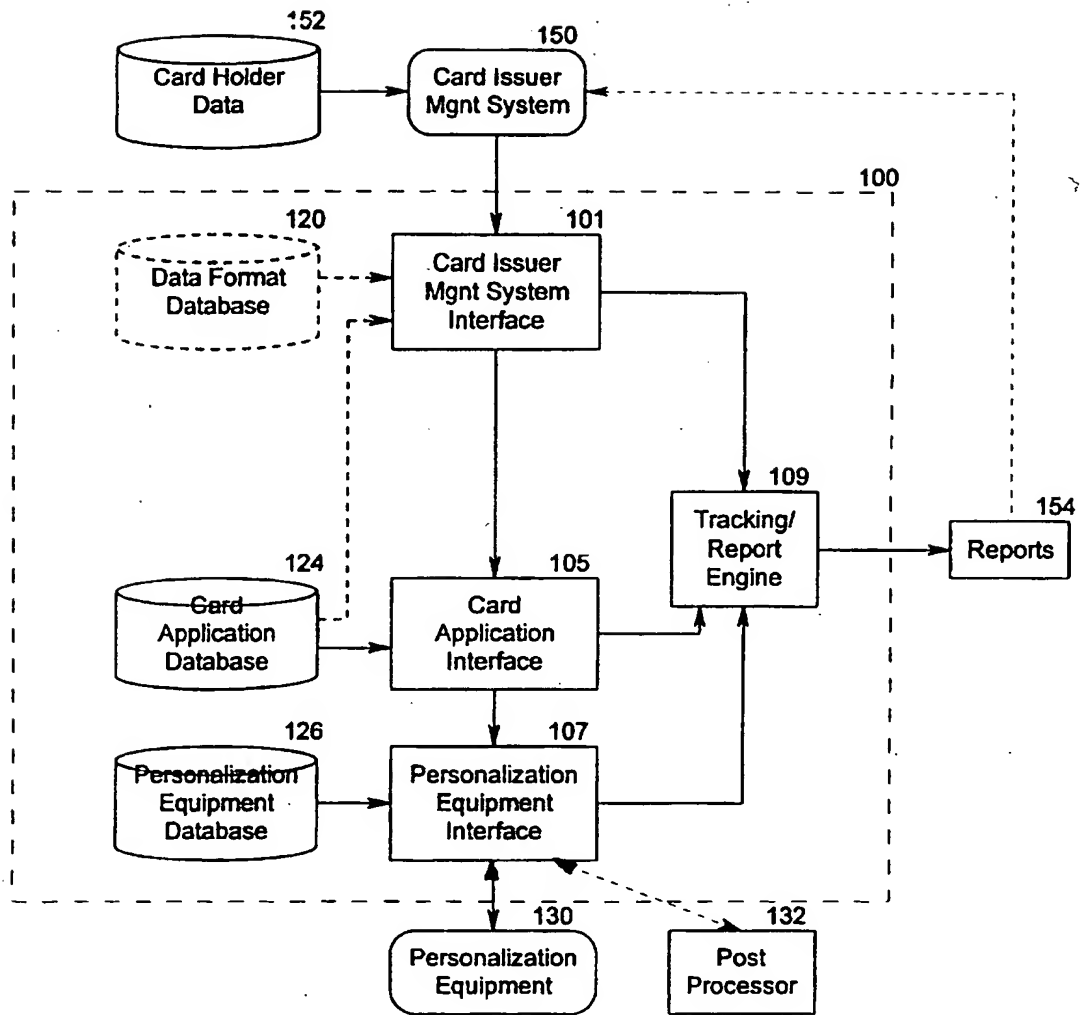 152
Card Holder
Data
150
Card Issuer
Mgnt System
100
120
Data Format
Database
101
Card Issuer
Mgnt System
Interface
109
Tracking/
Report
Engine
154
Reports
124
Card
Application
Database
105
Card
Application
Interface
126
Personalization
Equipment
Database
107
Personalization
Equipment
Interface
130
Personalization
Equipment
132
Post
Processor